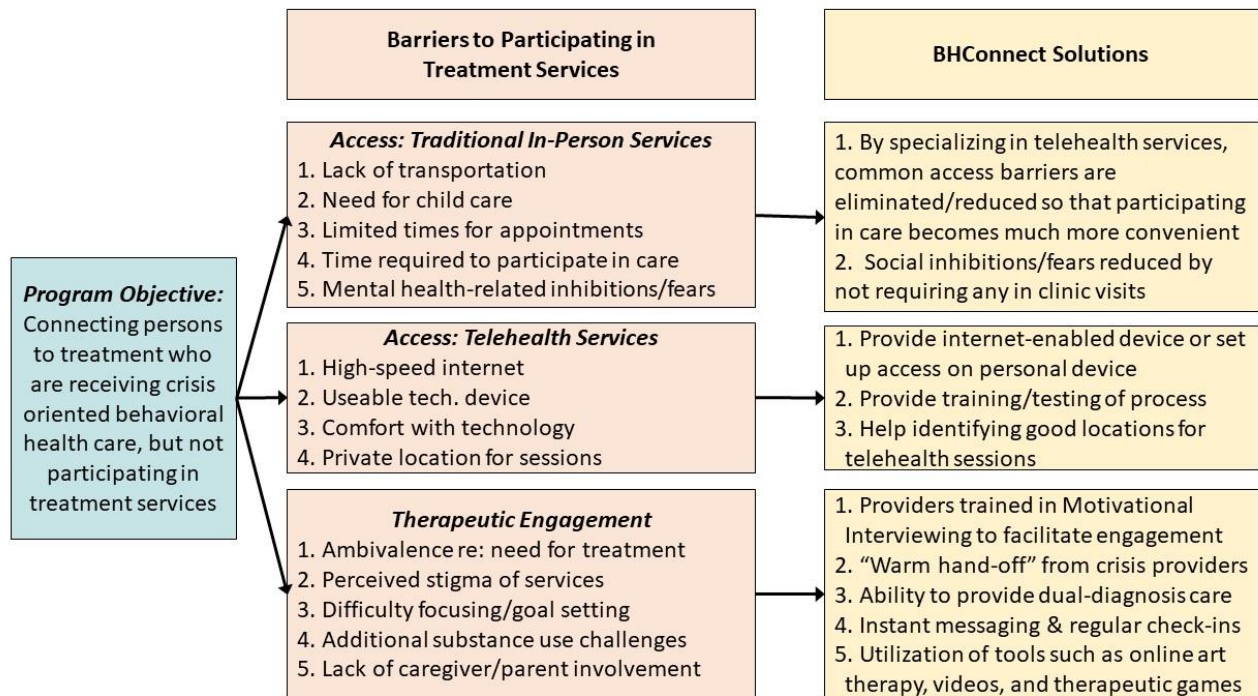 Barriers to Participating in
Treatment Services
BHConnect Solutions
Program Objective:
Connecting persons
to treatment who
are receiving crisis
oriented behavioral
health care, but not
participating in
treatment services
Access: Traditional In-Person Services
1. Lack of transportation
2. Need for child care
3. Limited times for appointments
4. Time required to participate in care
5. Mental health-related inhibitions/fears
1. By specializing in telehealth services,
common access barriers are
eliminated/reduced so that participating
in care becomes much more convenient
2. Social inhibitions/fears reduced by
not requiring any in clinic visits
Access: Telehealth Services
1. High-speed internet
2. Useable tech. device
3. Comfort with technology
4. Private location for sessions
1. Provide internet-enabled device or set
up access on personal device
2. Provide training/testing of process
3. Help identifying good locations for
telehealth sessions
Therapeutic Engagement
1. Ambivalence re: need for treatment
2. Perceived stigma of services
3. Difficulty focusing/goal setting
4. Additional substance use challenges
5. Lack of caregiver/parent involvement
1. Providers trained in Motivational
Interviewing to facilitate engagement
2. “Warm hand-off” from crisis providers
3. Ability to provide dual-diagnosis care
4. Instant messaging & regular check-ins
5. Utilization of tools such as online art
therapy, videos, and therapeutic games